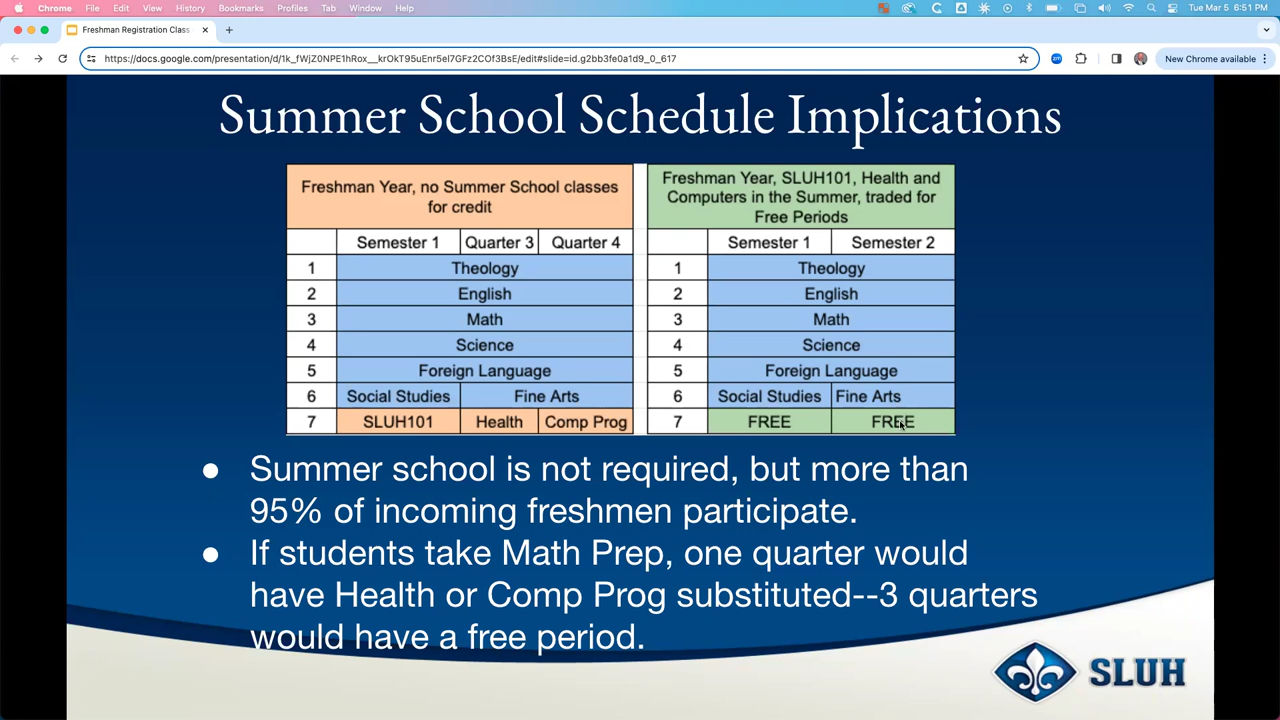 Chrome File Edit View History Bookmarks Profiles Tab Window Help Tue Mar 5 6:51 PM
Freshman Registration Class
https://docs.google.com/presentation/d/1k_fWjZ0NPE1hRox__krOkT95uEnr5el7GFz2COf3BsE/edit#slide=id.g2bb3fe0a1d9_0_617 New Chrome available
Summer School Schedule Implications
Freshman Year, no Summer School classes
for credit
Semester 1 Quarter 3 Quarter 4
1 Theology
2 English
3 Math
4 Science
5 Foreign Language
6 Social Studies Fine Arts
7 SLUH101 Health Comp Prog
Freshman Year, SLUH101, Health and
Computers in the Summer, traded for
Free Periods
Semester 1 Semester 2
1 Theology
2 English
3 Math
4 Science
5 Foreign Language
6 Social Studies Fine Arts
7 FREE FREE
● Summer school is not required, but more than
95% of incoming freshmen participate.
● If students take Math Prep, one quarter would
have Health or Comp Prog substituted--3 quarters
would have a free period.
SLUH